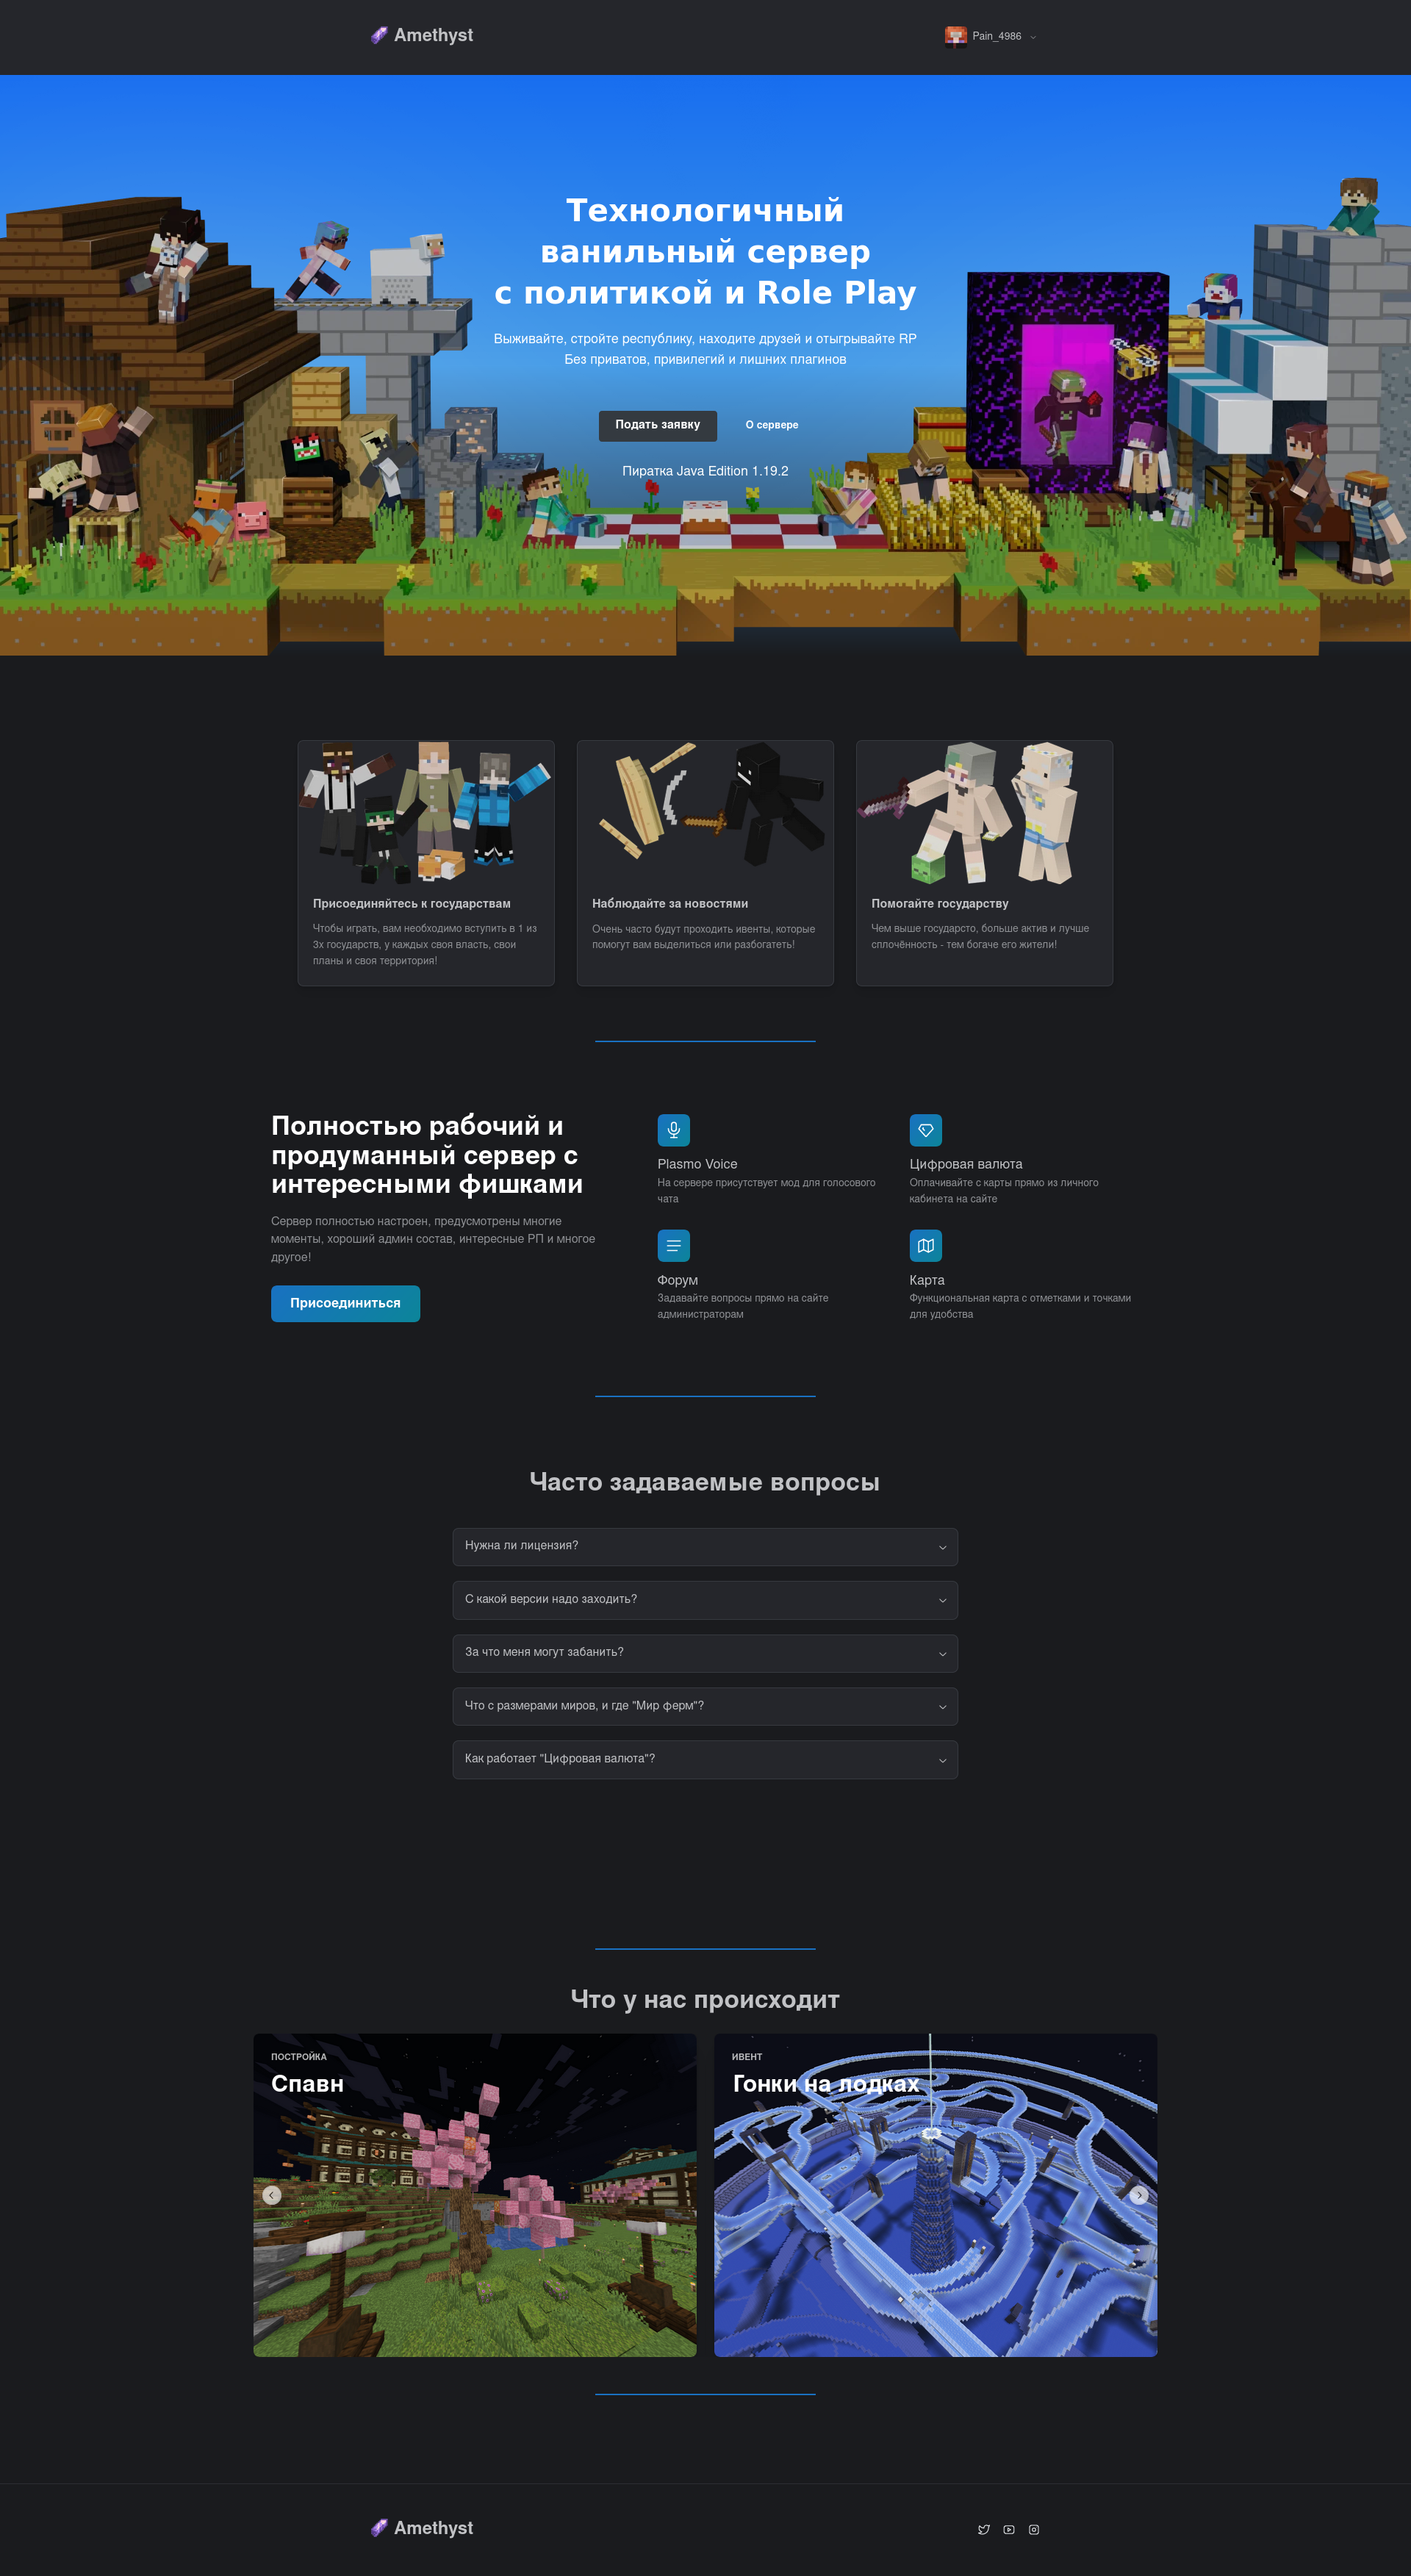 Amethyst
Pain_4986
Технологичный
ванильный сервер
с политикой и Role Play
Выживайте, стройте республику, находите друзей и отыгрывайте RP
Без приватов, привилегий и лишних плагинов
Подать заявку
О сервере
Пиратка Java Edition 1.19.2
Присоединяйтесь к государствам
Чтобы играть, вам необходимо вступить в 1 из
3х государств, у каждых своя власть, свои
планы и своя территория!
Наблюдайте за новостями
Очень часто будут проходить ивенты, которые
помогут вам выделиться или разбогатеть!
Помогайте государству
Чем выше государсто, больше актив и лучше
сплочённость - тем богаче его жители!
Полностью рабочий и
продуманный сервер с
интересными фишками
Сервер полностью настроен, предусмотрены многие
моменты, хороший админ состав, интересные РП и многое
другое!
Присоединиться
Plasmo Voice
На сервере присутствует мод для голосового
чата
Цифровая валюта
Оплачивайте с карты прямо из личного
кабинета на сайте
Форум
Задавайте вопросы прямо на сайте
администраторам
Карта
Функциональная карта с отметками и точками
для удобства
Часто задаваемые вопросы
Нужна ли лицензия?
С какой версии надо заходить?
За что меня могут забанить?
Что с размерами миров, и где "Мир ферм"?
Как работает "Цифровая валюта"?
Что у нас происходит
ПОСТРОЙКА
Спавн
ИВЕНТ
Гонки на лодках
Amethyst